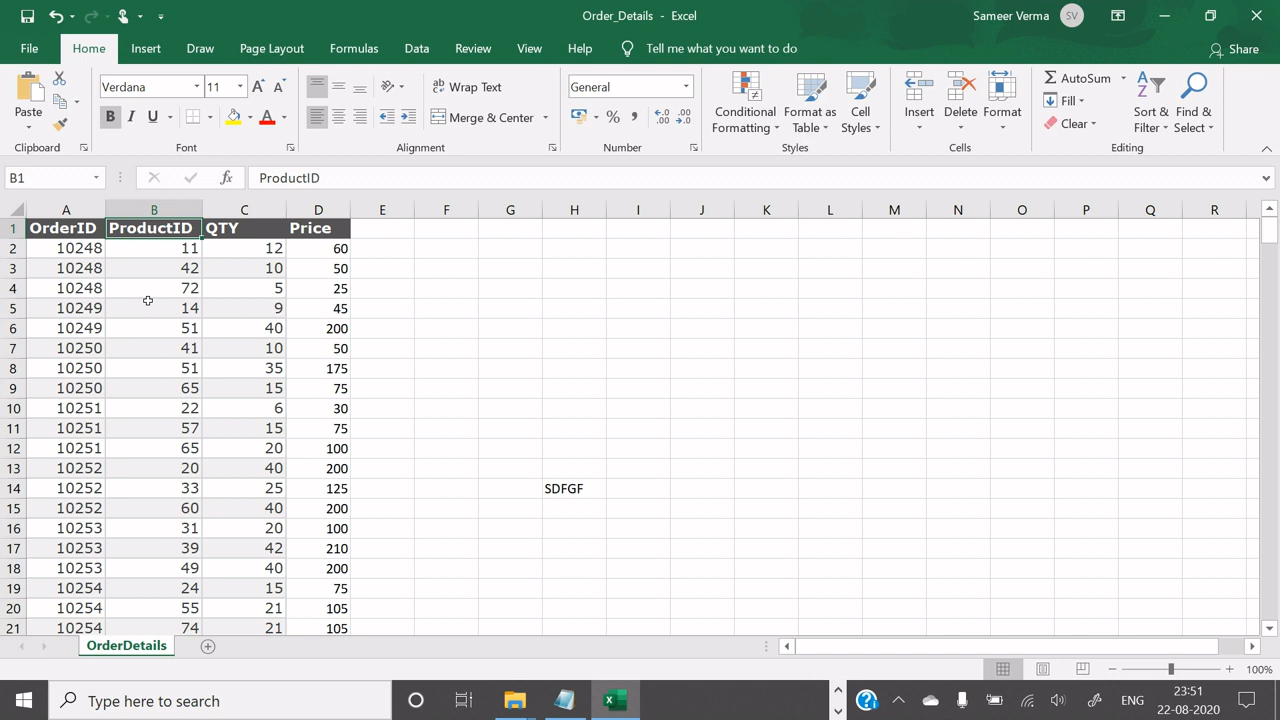 Order_Details - Excel
Sameer Verma SV
File Home Insert Draw Page Layout Formulas Data Review View Help Tell me what you want to do Share
Paste
Clipboard
Verdana 11
B I U A
Font
Wrap Text
Merge & Center
Alignment
General
%
Number
Conditional Formatting
Format as Table
Cell Styles
Styles
Insert Delete Format
Cells
AutoSum
Fill
Clear
Sort & Filter
Find & Select
Editing
B1 fx ProductID
A B C D E F G H I J K L M N O P Q R
1 OrderID ProductID QTY Price
2 10248 11 12 60
3 10248 42 10 50
4 10248 72 5 25
5 10249 14 9 45
6 10249 51 40 200
7 10250 41 10 50
8 10250 51 35 175
9 10250 65 15 75
10 10251 22 6 30
11 10251 57 15 75
12 10251 65 20 100
13 10252 20 40 200
14 10252 33 25 125 SDFGF
15 10252 60 40 200
16 10253 31 20 100
17 10253 39 42 210
18 10253 49 40 200
19 10254 24 15 75
20 10254 55 21 105
21 10254 74 21 105
OrderDetails
100%
Type here to search
ENG
23:51
22-08-2020